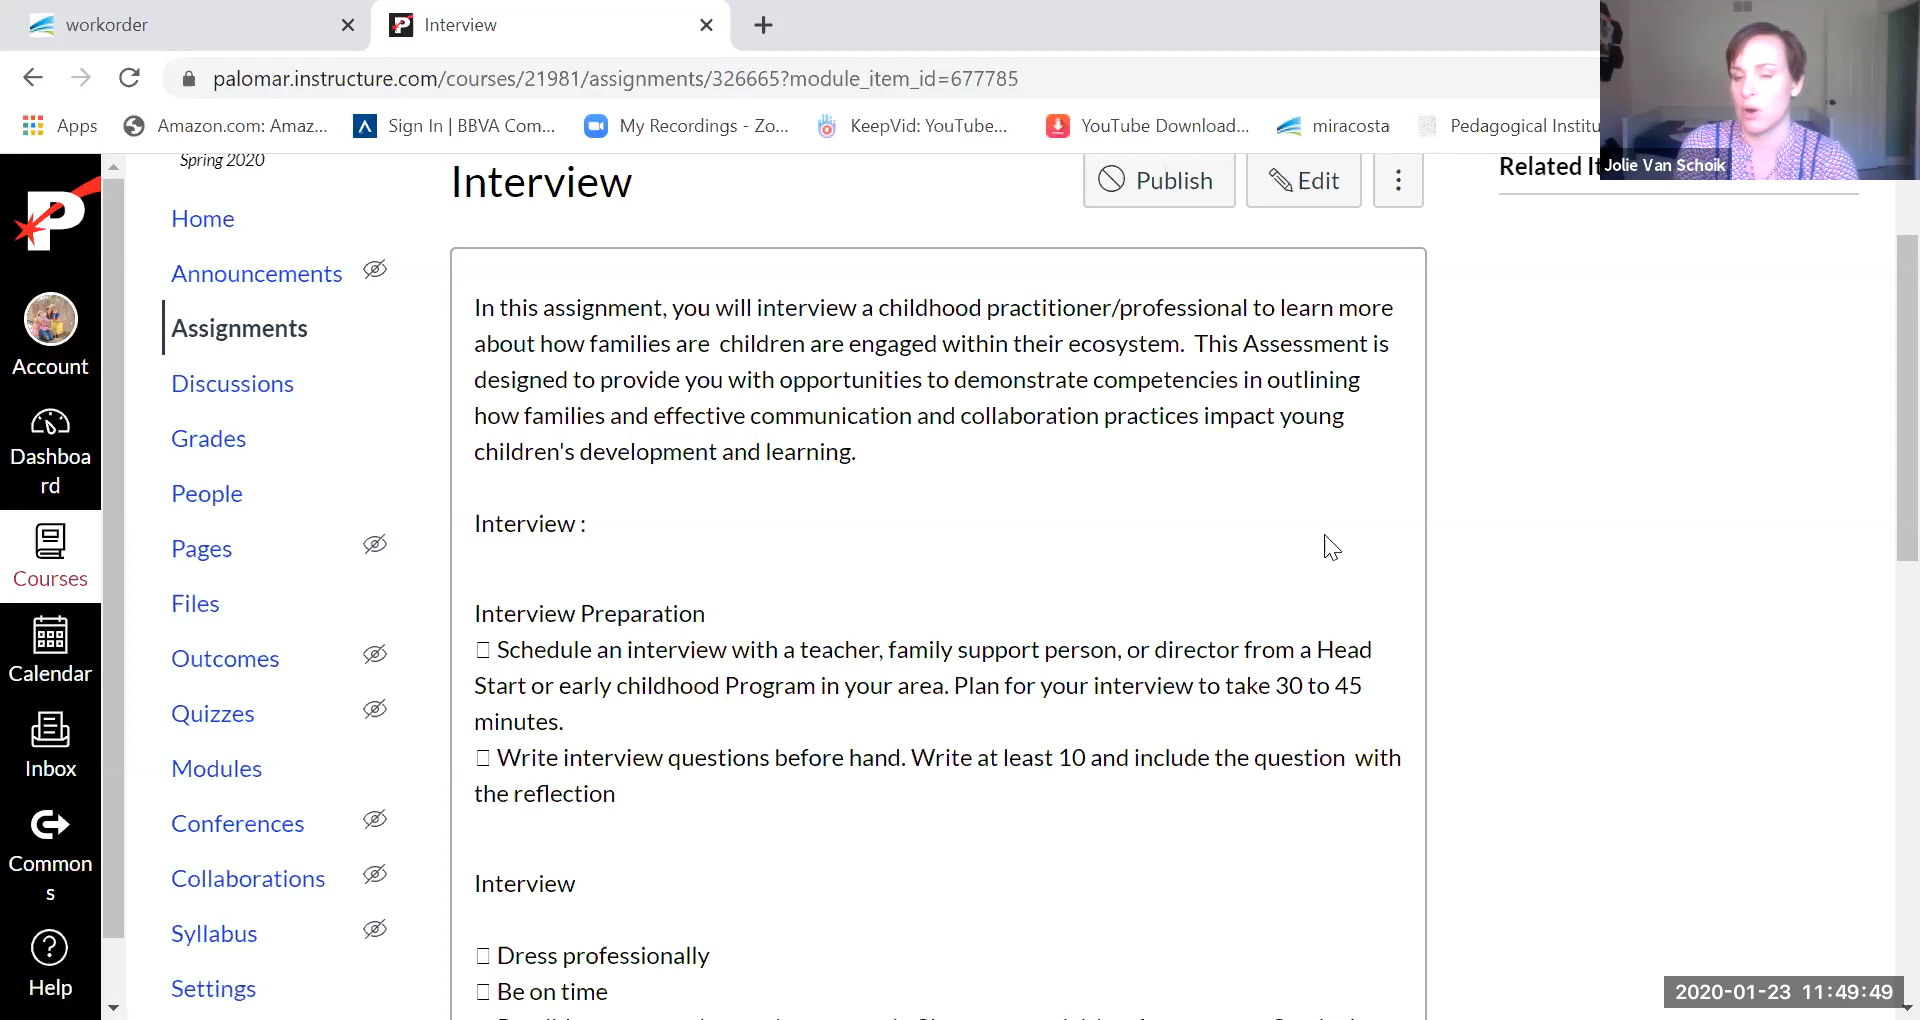 workorder
Interview
palomar.instructure.com/courses/21981/assignments/326665?module_item_id=677785
Apps
Amazon.com: Amaz...
Sign In | BBVA Com...
My Recordings - Zo...
KeepVid: YouTube...
YouTube Download...
miracosta
Pedagogical Institu
Jolie Van Schoik
P
Account
Dashboa
rd
Courses
Calendar
Inbox
Common
s
Help
Spring 2020
Home
Announcements
Assignments
Discussions
Grades
People
Pages
Files
Outcomes
Quizzes
Modules
Conferences
Collaborations
Syllabus
Settings
Interview
Publish
Edit
Related It
In this assignment, you will interview a childhood practitioner/professional to learn more
about how families are  children are engaged within their ecosystem.  This Assessment is
designed to provide you with opportunities to demonstrate competencies in outlining
how families and effective communication and collaboration practices impact young
children's development and learning.
Interview :
Interview Preparation
Schedule an interview with a teacher, family support person, or director from a Head
Start or early childhood Program in your area. Plan for your interview to take 30 to 45
minutes.
Write interview questions before hand. Write at least 10 and include the question  with
the reflection
Interview
Dress professionally
Be on time
2020-01-23 11:49:49